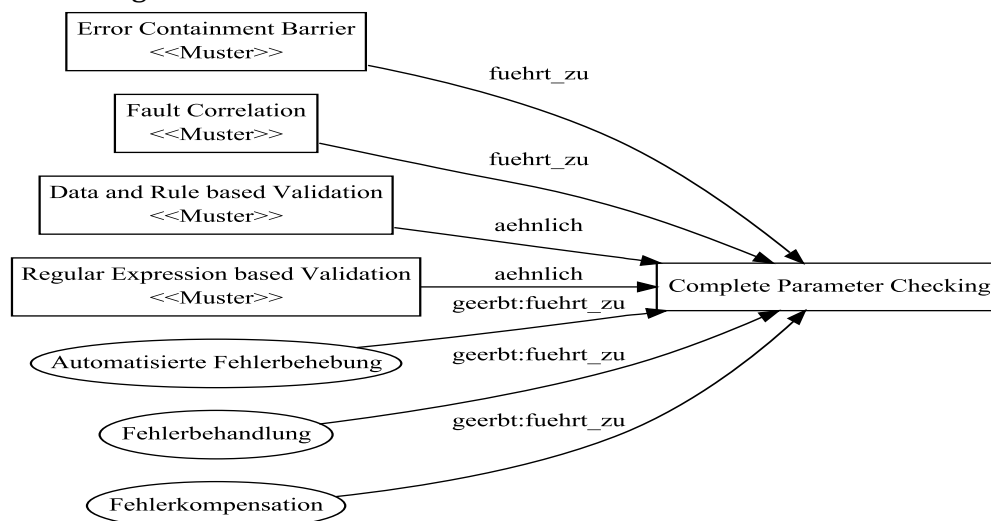 Error Containment Barrier
<<Muster>>
fuehrt_zu
Fault Correlation
<<Muster>>
fuehrt_zu
Data and Rule based Validation
<<Muster>>
aehnlich
Regular Expression based Validation
<<Muster>>
aehnlich
Complete Parameter Checking
geerbt:fuehrt_zu
Automatisierte Fehlerbehebung
geerbt:fuehrt_zu
Fehlerbehandlung
geerbt:fuehrt_zu
Fehlerkompensation